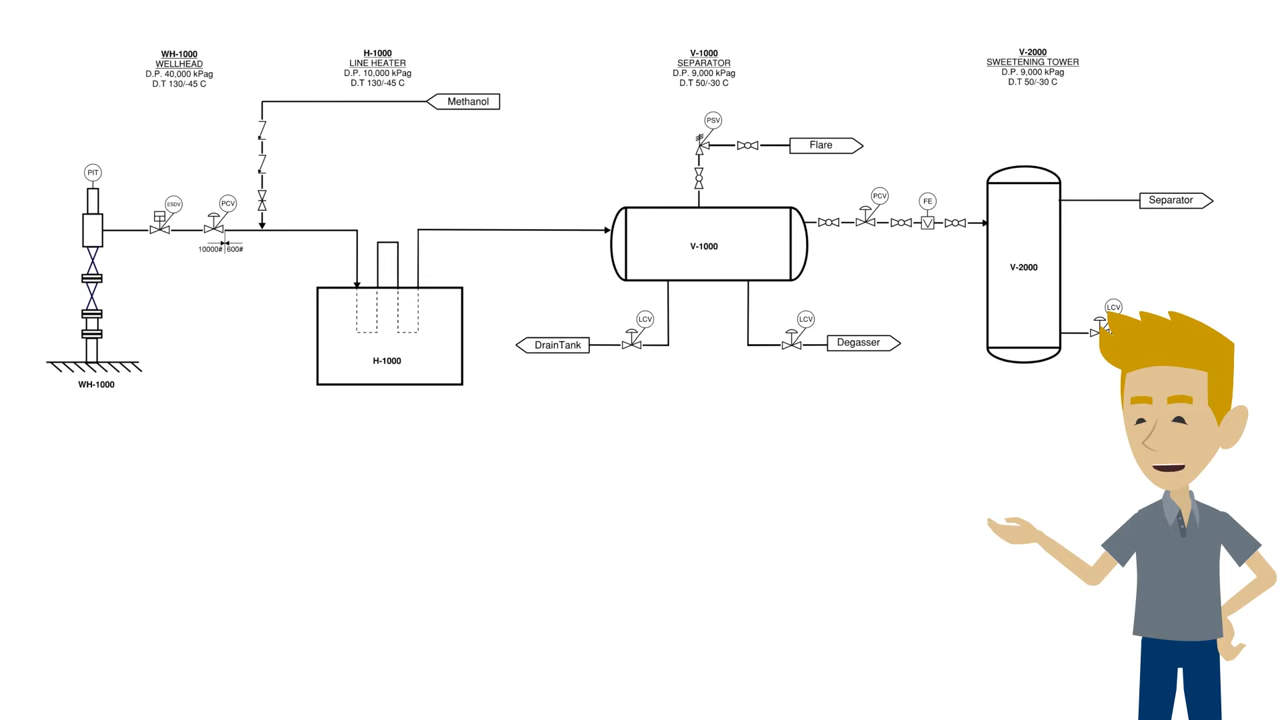 WH-1000
WELLHEAD
D.P. 40,000 kPag
D.T 130/-45 C
H-1000
LINE HEATER
D.P. 10,000 kPag
D.T 130/-45 C
V-1000
SEPARATOR
D.P. 9,000 kPag
D.T 50/-30 C
V-2000
SWEETENING TOWER
D.P. 9,000 kPag
D.T 50/-30 C
Methanol
PSV
Flare
PIT
ESDV
PCV
10000# 600#
PCV
FE
Separator
V-1000
V-2000
LCV
DrainTank
LCV
Degasser
LCV
H-1000
WH-1000